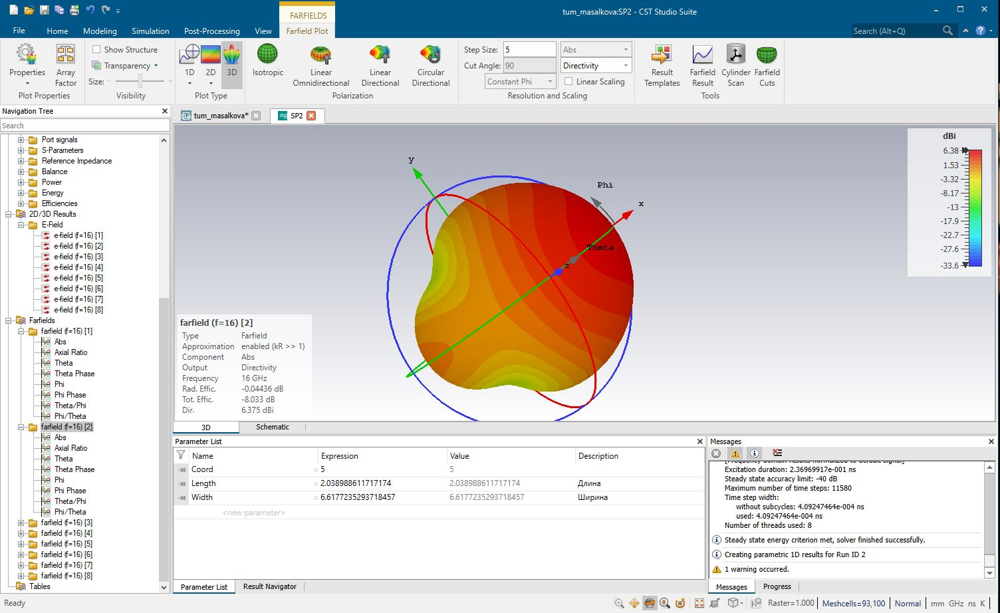 tum_masalkova:SP2 - CST Studio Suite
FARFIELDS
File Home Modeling Simulation Post-Processing View Farfield Plot
Search (Alt+Q)
Properties
Array Factor
Plot Properties
Show Structure
Transparency
Size:
Visibility
1D 2D 3D
Plot Type
Isotropic
Linear Omnidirectional
Linear Directional
Circular Directional
Polarization
Step Size: 5
Abs
Cut Angle: 90
Directivity
Constant Phi
Linear Scaling
Resolution and Scaling
Result Templates
Farfield Result
Cylinder Scan
Farfield Cuts
Tools
Navigation Tree
Search
Port signals
S-Parameters
Reference Impedance
Balance
Power
Energy
Efficiencies
2D/3D Results
E-Field
e-field (f=16) [1]
e-field (f=16) [2]
e-field (f=16) [3]
e-field (f=16) [4]
e-field (f=16) [5]
e-field (f=16) [6]
e-field (f=16) [7]
e-field (f=16) [8]
Farfields
farfield (f=16) [1]
Abs
Axial Ratio
Theta
Theta Phase
Phi
Phi Phase
Theta/Phi
Phi/Theta
farfield (f=16) [2]
Abs
Axial Ratio
Theta
Theta Phase
Phi
Phi Phase
Theta/Phi
Phi/Theta
farfield (f=16) [3]
farfield (f=16) [4]
farfield (f=16) [5]
farfield (f=16) [6]
farfield (f=16) [7]
farfield (f=16) [8]
Tables
tum_masalkova*
SP2
y
Phi
x
Theta
z
dBi
6.38
1.53
-3.32
-8.17
-13
-17.9
-22.7
-27.6
-33.6
farfield (f=16) [2]
Type Farfield
Approximation enabled (kR >> 1)
Component Abs
Output Directivity
Frequency 16 GHz
Rad. Effic. -0.04436 dB
Tot. Effic. -8.033 dB
Dir. 6.375 dBi
3D Schematic
Parameter List
Name Expression Value Description
Coord = 5 5
Length = 2.038988611717174 2.038988611717174 Длина
Width = 6.6177235293718457 6.6177235293718457 Ширина
<new parameter>
Parameter List Result Navigator
Messages
[Frequency domain results normalized to default signal]
Excitation duration: 2.36969917e-001 ns
Steady state accuracy limit: -40 dB
Maximum number of time steps: 11580
Time step width:
without subcycles: 4.09247464e-004 ns
used: 4.09247464e-004 ns
Number of threads used: 8
Steady state energy criterion met, solver finished successfully.
Creating parametric 1D results for Run ID 2
1 warning occurred.
Messages Progress
Ready
Raster=1.000 Meshcells=93,100 Normal mm GHz ns K